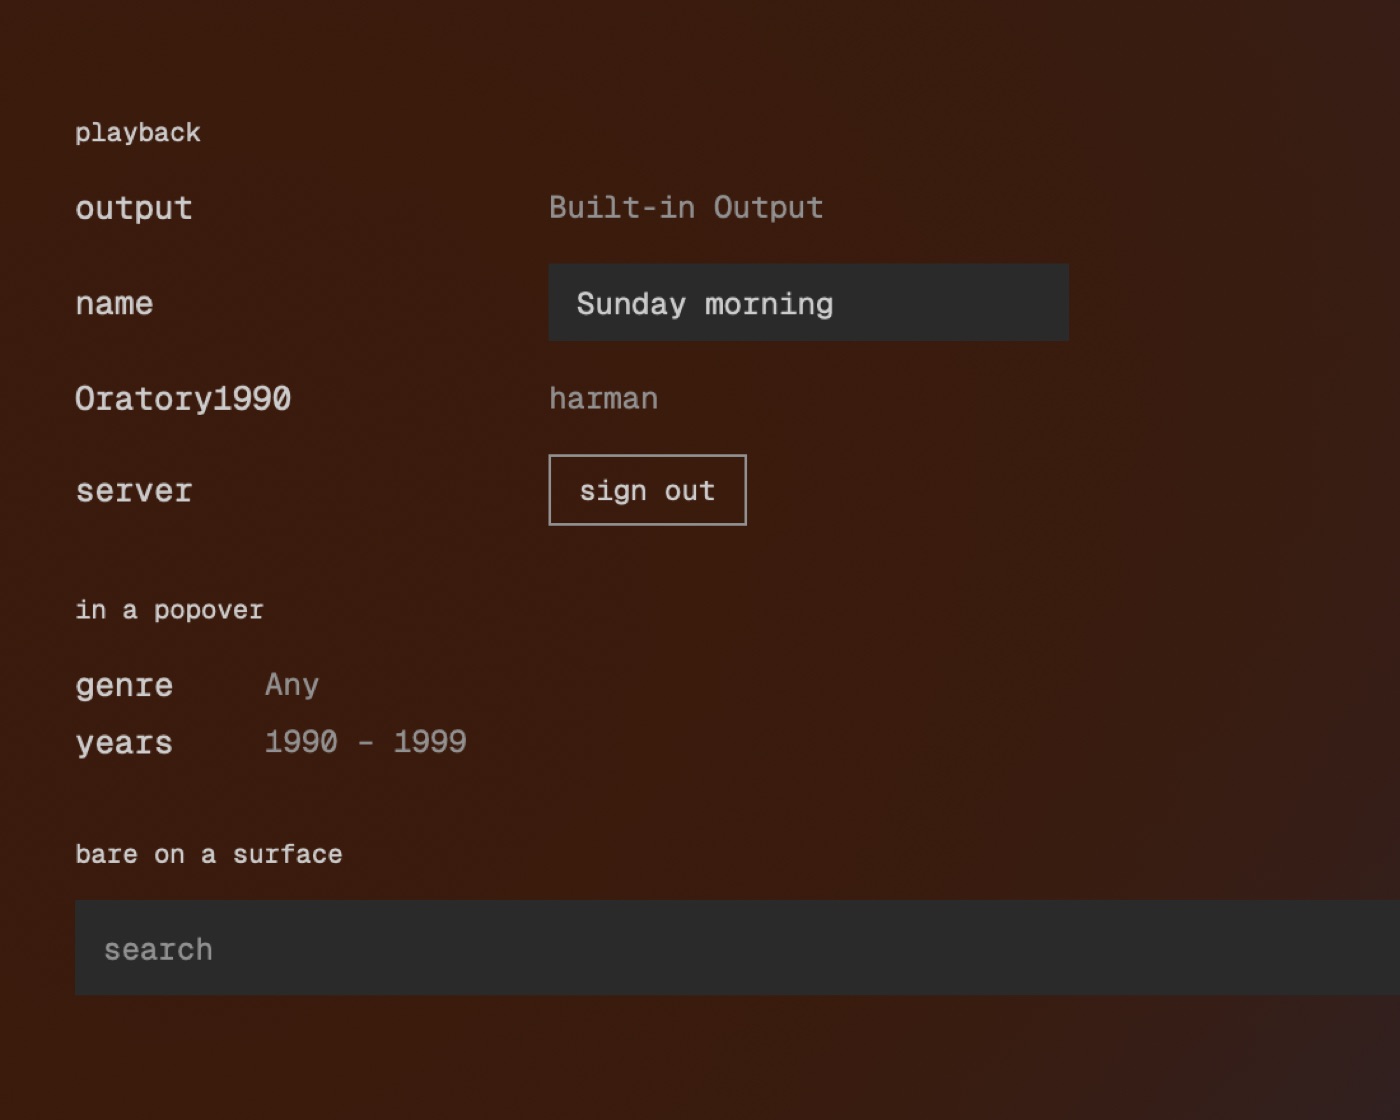 playback
output Built-in Output
name Sunday morning
Oratory1990 harman
server sign out
in a popover
genre Any
years 1990 – 1999
bare on a surface
search